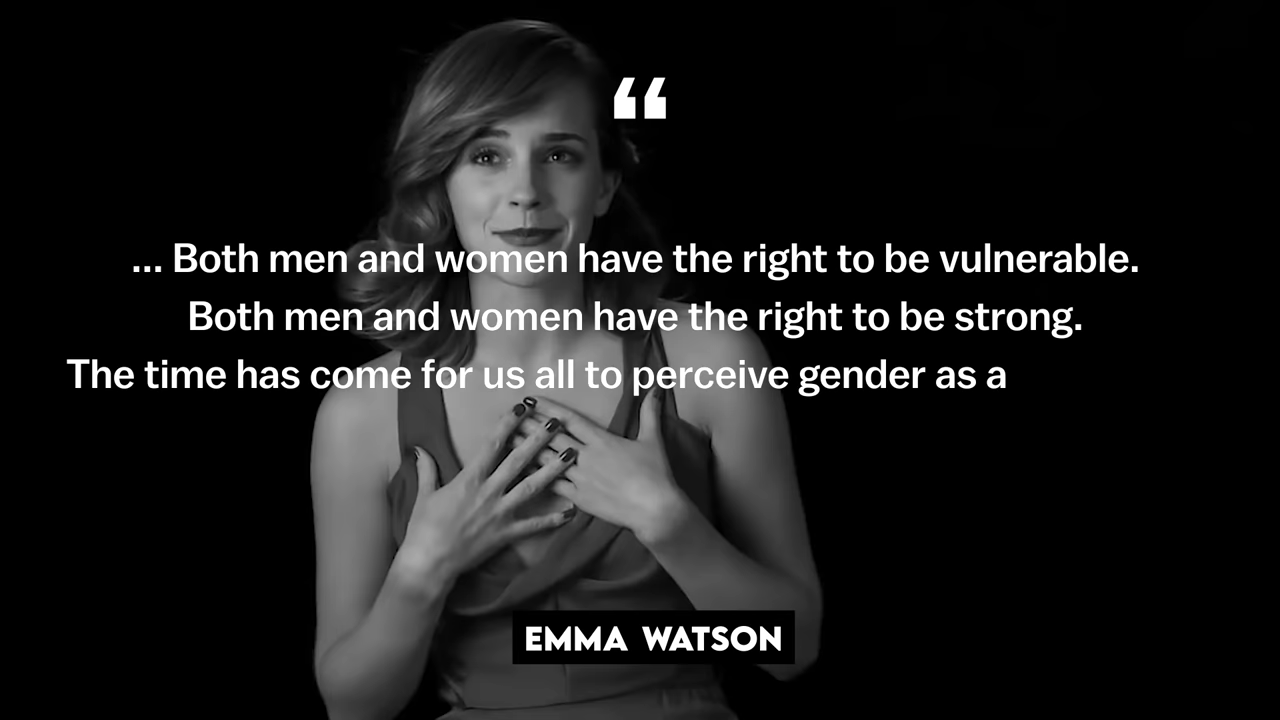 “
... Both men and women have the right to be vulnerable.
Both men and women have the right to be strong.
The time has come for us all to perceive gender as a
EMMA WATSON